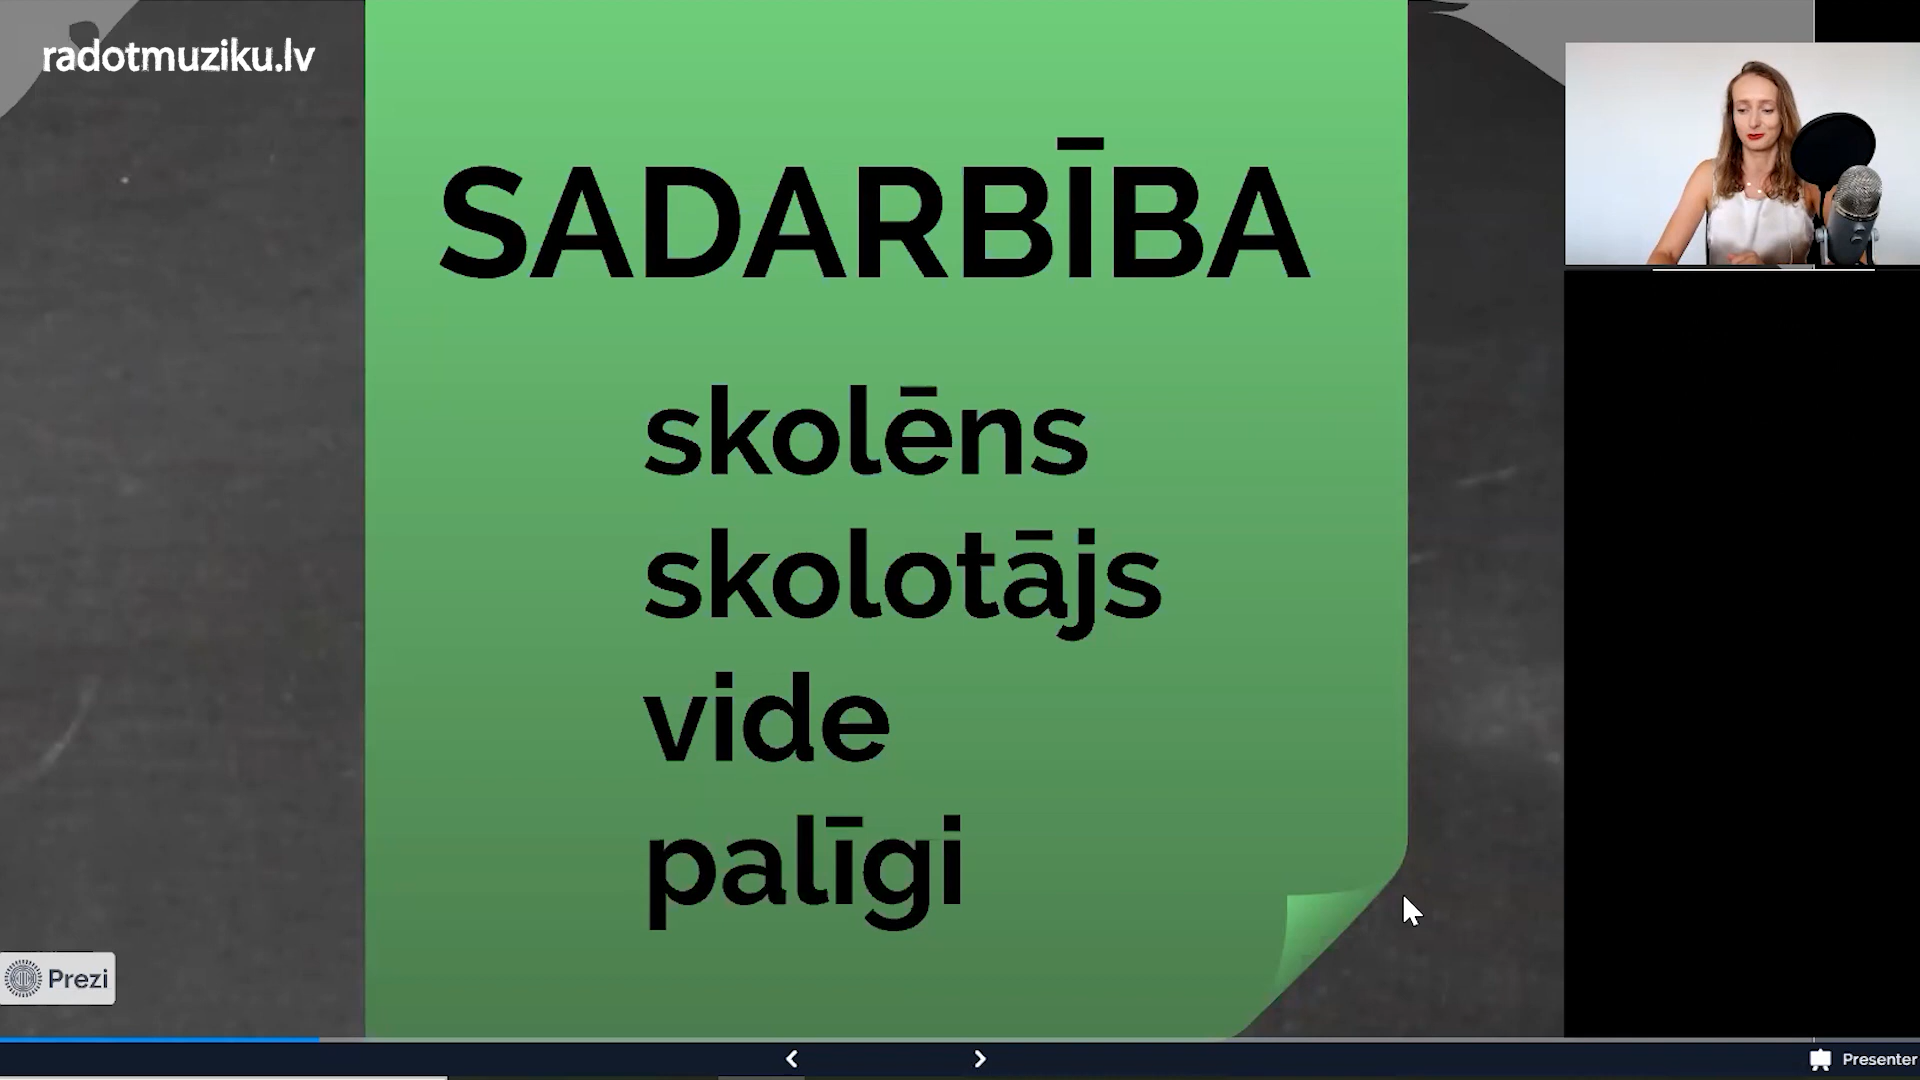 radotmuziku.lv
SADARBĪBA
skolēns
skolotājs
vide
palīgi
Prezi
Presenter